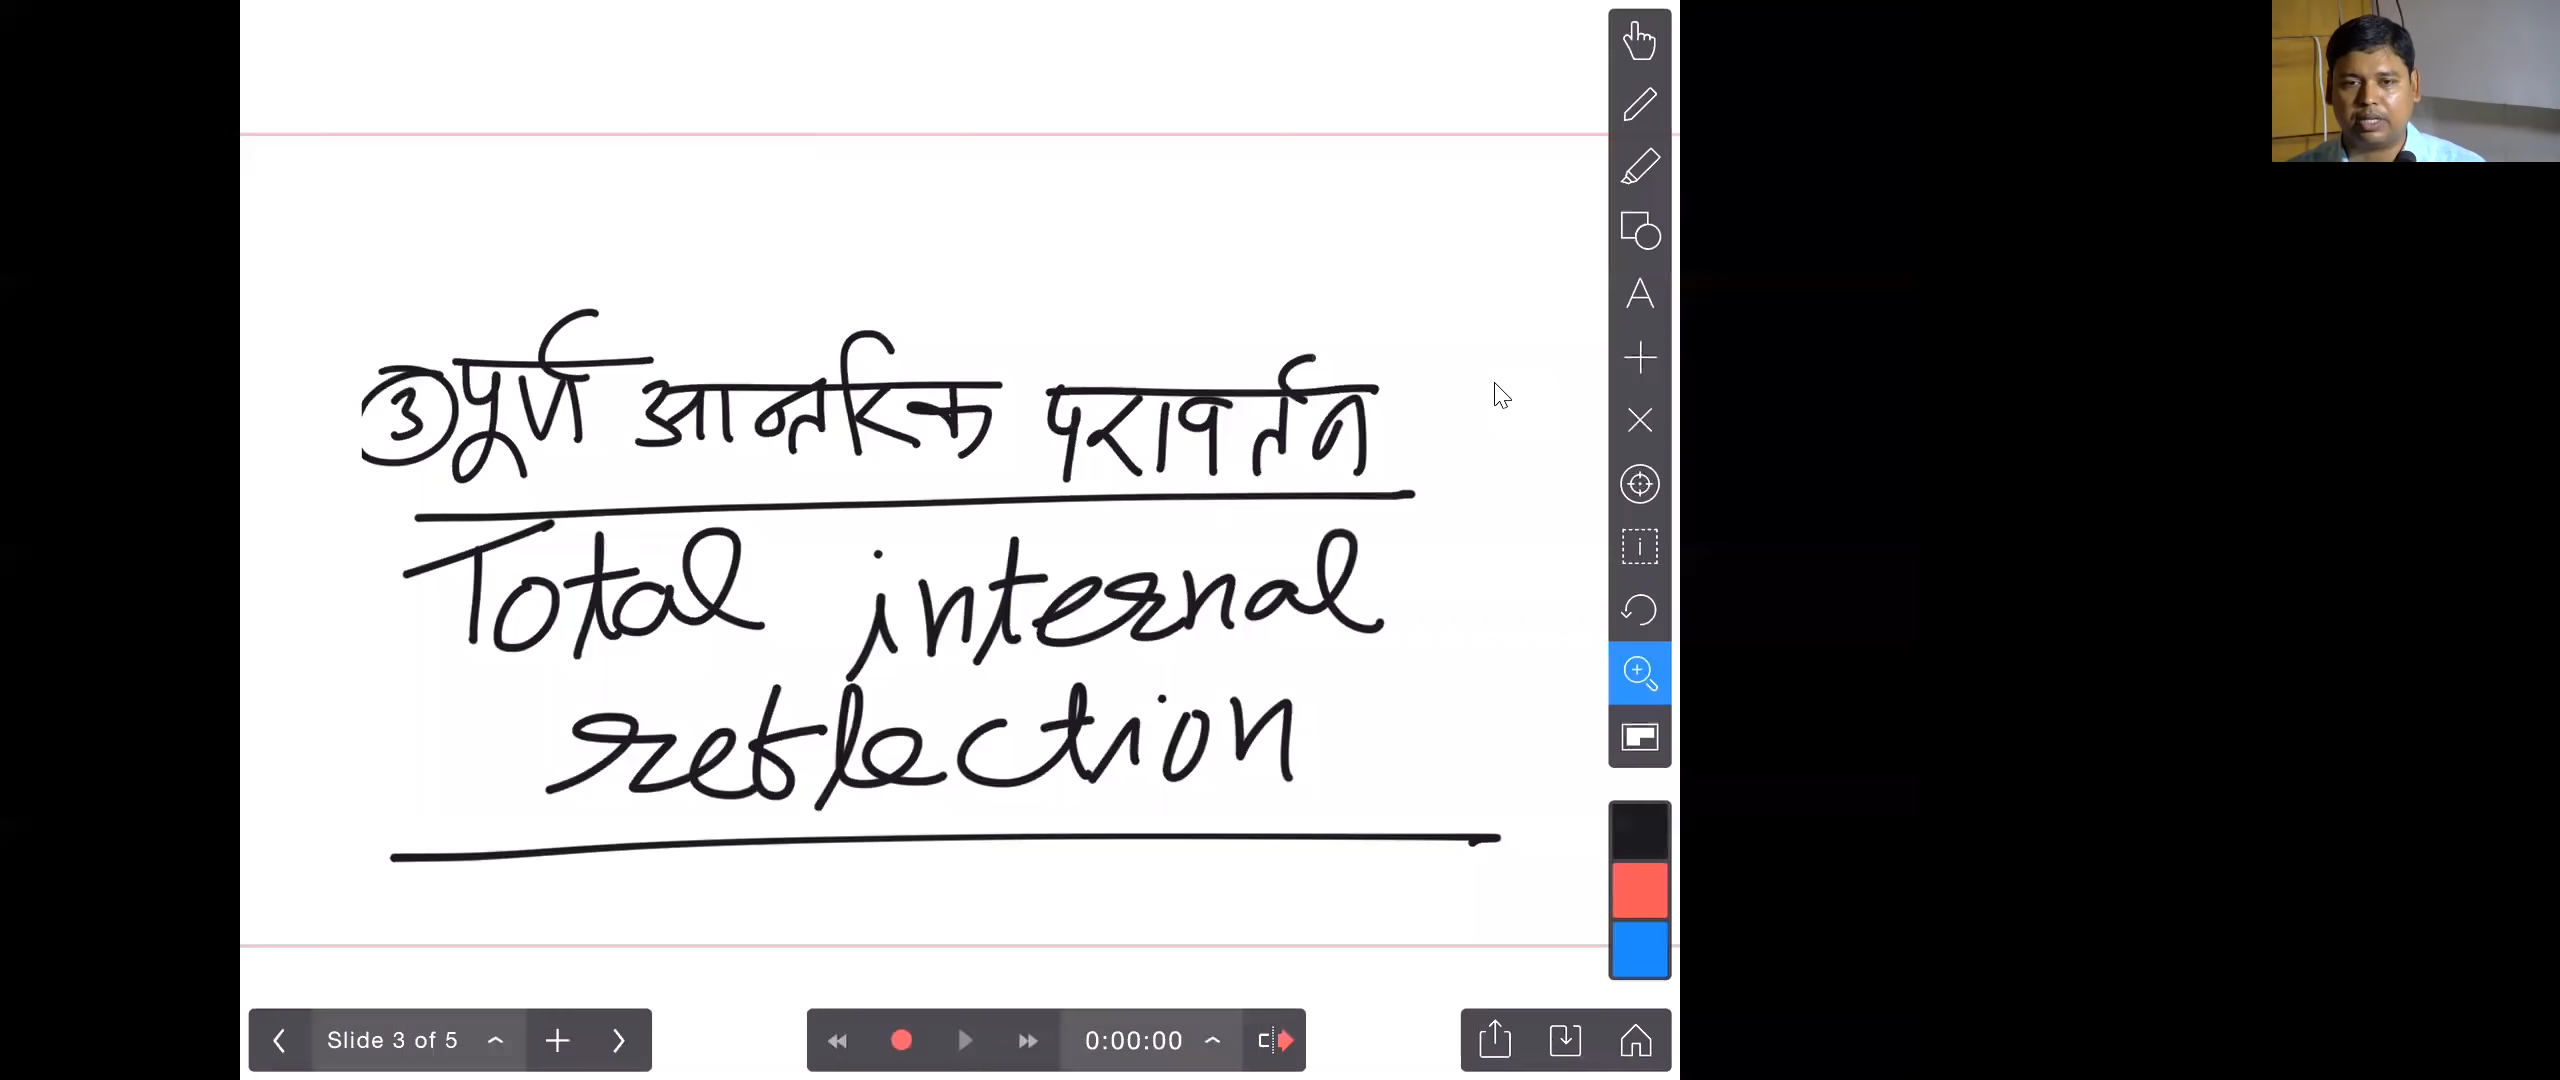 ③ पूर्ण आन्तरिक परावर्तन
Total internal
reflection
Slide 3 of 5
0:00:00